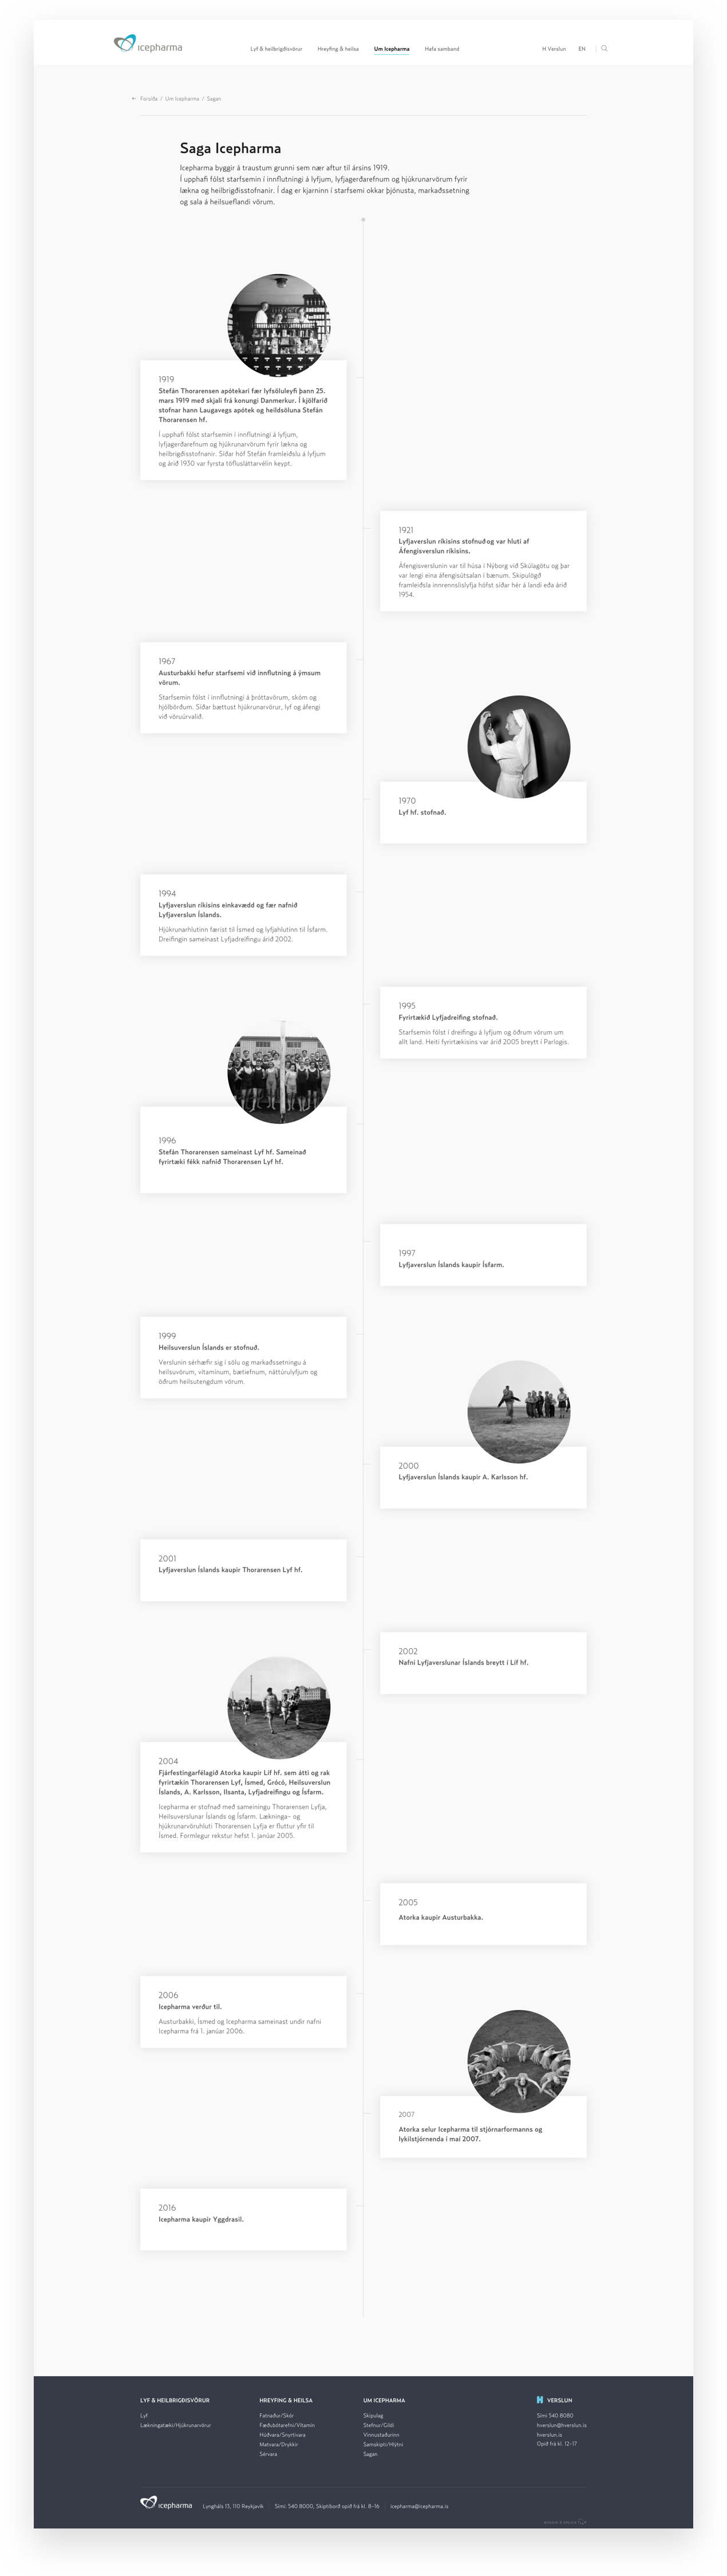 icepharma
Lyf & heilbrigðisvörur
Hreyfing & heilsa
Um Icepharma
Hafa samband
H Verslun
EN
← Forsíða / Um Icepharma / Sagan
Saga Icepharma
Icepharma byggir á traustum grunni sem nær aftur til ársins 1919.
Í upphafi fólst starfsemin í innflutningi á lyfjum, lyfjagerðarefnum og hjúkrunarvörum fyrir
lækna og heilbrigðisstofnanir. Í dag er kjarninn í starfsemi okkar þjónusta, markaðssetning
og sala á heilsueflandi vörum.
1919
Stefán Thorarensen apótekari fær lyfsöluleyfi þann 25.
mars 1919 með skjali frá konungi Danmerkur. Í kjölfarið
stofnar hann Laugavegs apótek og heildsöluna Stefán
Thorarensen hf.
Í upphafi fólst starfsemin í innflutningi á lyfjum,
lyfjagerðarefnum og hjúkrunarvörum fyrir lækna og
heilbrigðisstofnanir. Síðar hóf Stefán framleiðslu á lyfjum
og árið 1930 var fyrsta töflusláttarvélin keypt.
1921
Lyfjaverslun ríkisins stofnuð og var hluti af
Áfengisverslun ríkisins.
Áfengisverslunin var til húsa í Nýborg við Skúlagötu og þar
var lengi eina áfengisútsalan í bænum. Skipulögð
framleiðsla innrennslislyfja hófst síðar hér á landi eða árið
1954.
1967
Austurbakki hefur starfsemi við innflutning á ýmsum
vörum.
Starfsemin fólst í innflutningi á íþróttavörum, skóm og
hjólbörðum. Síðar bættust hjúkrunarvörur, lyf og áfengi
við vöruúrvalið.
1970
Lyf hf. stofnað.
1994
Lyfjaverslun ríkisins einkavædd og fær nafnið
Lyfjaverslun Íslands.
Hjúkrunarhlutinn færist til Ísmed og lyfjahlutinn til Ísfarm.
Dreifingin sameinast Lyfjadreifingu árið 2002.
1995
Fyrirtækið Lyfjadreifing stofnað.
Starfsemin fólst í dreifingu á lyfjum og öðrum vörum um
allt land. Heiti fyrirtækisins var árið 2005 breytt í Parlogis.
1996
Stefán Thorarensen sameinast Lyf hf. Sameinað
fyrirtæki fékk nafnið Thorarensen Lyf hf.
1997
Lyfjaverslun Íslands kaupir Ísfarm.
1999
Heilsuverslun Íslands er stofnuð.
Verslunin sérhæfir sig í sölu og markaðssetningu á
heilsuvörum, vítamínum, bætiefnum, náttúrulyfjum og
öðrum heilsutengdum vörum.
2000
Lyfjaverslun Íslands kaupir A. Karlsson hf.
2001
Lyfjaverslun Íslands kaupir Thorarensen Lyf hf.
2002
Nafni Lyfjaverslunar Íslands breytt í Líf hf.
2004
Fjárfestingarfélagið Atorka kaupir Líf hf. sem átti og rak
fyrirtækin Thorarensen Lyf, Ísmed, Grócó, Heilsuverslun
Íslands, A. Karlsson, Ilsanta, Lyfjadreifingu og Ísfarm.
Icepharma er stofnað með sameiningu Thorarensen Lyfja,
Heilsuverslunar Íslands og Ísfarm. Lækninga– og
hjúkrunarvöruhluti Thorarensen Lyfja er fluttur yfir til
Ísmed. Formlegur rekstur hefst 1. janúar 2005.
2005
Atorka kaupir Austurbakka.
2006
Icepharma verður til.
Austurbakki, Ísmed og Icepharma sameinast undir nafni
Icepharma frá 1. janúar 2006.
2007
Atorka selur Icepharma til stjórnarformanns og
lykilstjórnenda í maí 2007.
2016
Icepharma kaupir Yggdrasil.
LYF & HEILBRIGÐISVÖRUR
Lyf
Lækningatæki/Hjúkrunarvörur
HREYFING & HEILSA
Fatnaður/Skór
Fæðubótarefni/Vítamín
Húðvara/Snyrtivara
Matvara/Drykkir
Sérvara
UM ICEPHARMA
Skipulag
Stefnur/Gildi
Vinnustaðurinn
Samskipti/Hlýtni
Sagan
H VERSLUN
Sími 540 8080
hverslun@hverslun.is
hverslun.is
Opið frá kl. 12–17
icepharma
Lyngháls 13, 110 Reykjavík
Sími: 540 8000, Skiptiborð opið frá kl. 8–16
icepharma@icepharma.is